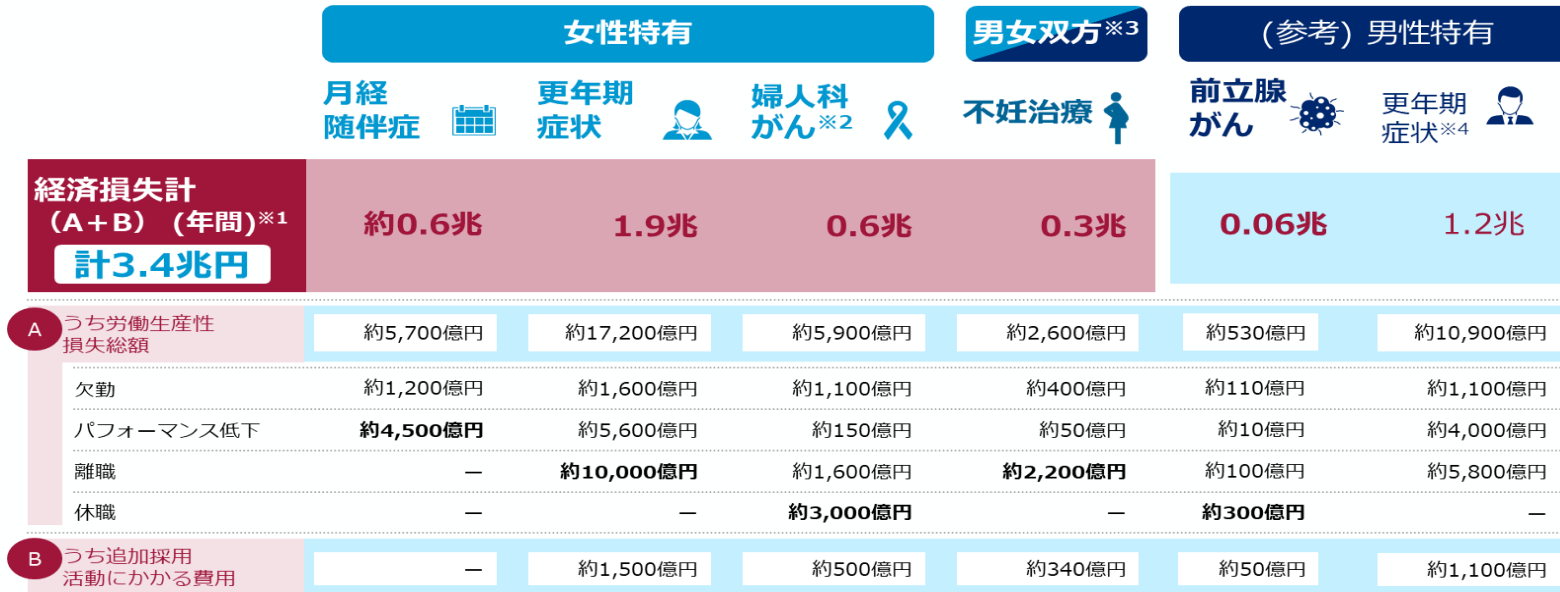 女性特有
男女双方※3
(参考) 男性特有
月経
随伴症
更年期
症状
婦人科
がん※2
不妊治療
前立腺
がん
更年期
症状※4
経済損失計
（A＋B） (年間)※1
計3.4兆円
約0.6兆
1.9兆
0.6兆
0.3兆
0.06兆
1.2兆
A
うち労働生産性
損失総額
約5,700億円
約17,200億円
約5,900億円
約2,600億円
約530億円
約10,900億円
欠勤
約1,200億円
約1,600億円
約1,100億円
約400億円
約110億円
約1,100億円
パフォーマンス低下
約4,500億円
約5,600億円
約150億円
約50億円
約10億円
約4,000億円
離職
―
約10,000億円
約1,600億円
約2,200億円
約100億円
約5,800億円
休職
―
―
約3,000億円
―
約300億円
―
B
うち追加採用
活動にかかる費用
―
約1,500億円
約500億円
約340億円
約50億円
約1,100億円